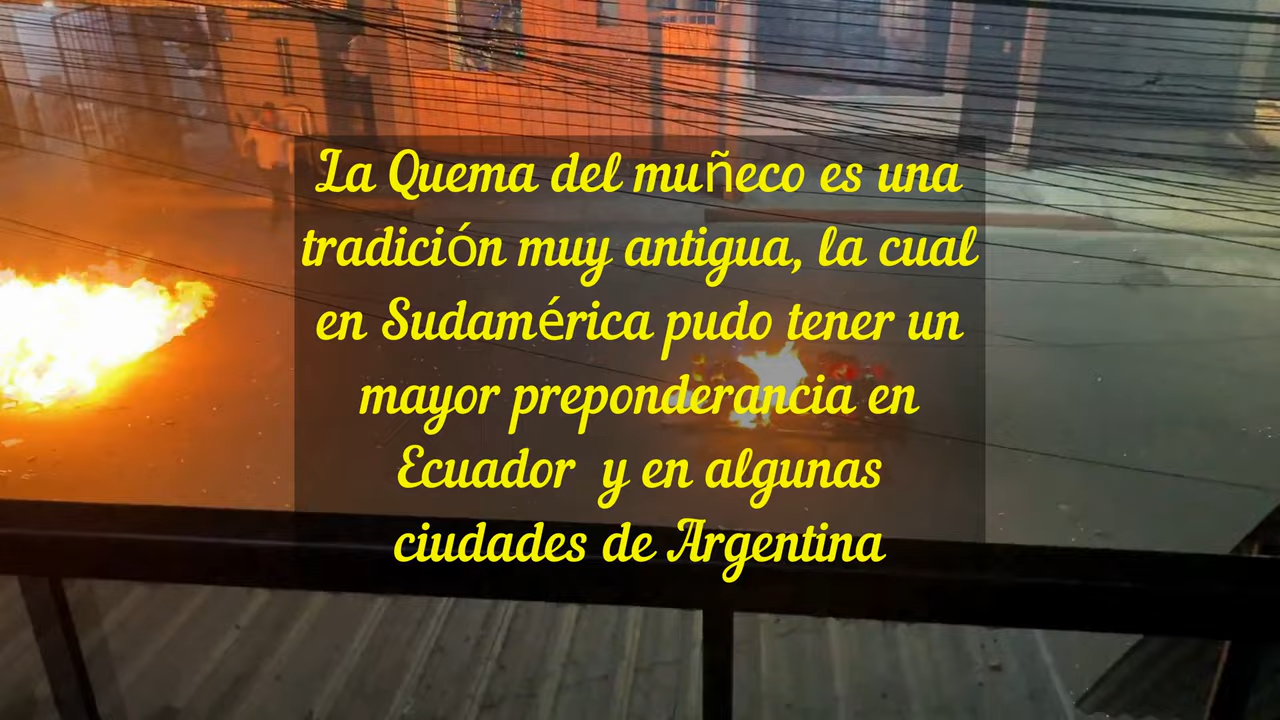 La Quema del muñeco es una
tradición muy antigua, la cual
en Sudamérica pudo tener un
mayor preponderancia en
Ecuador  y en algunas
ciudades de Argentina